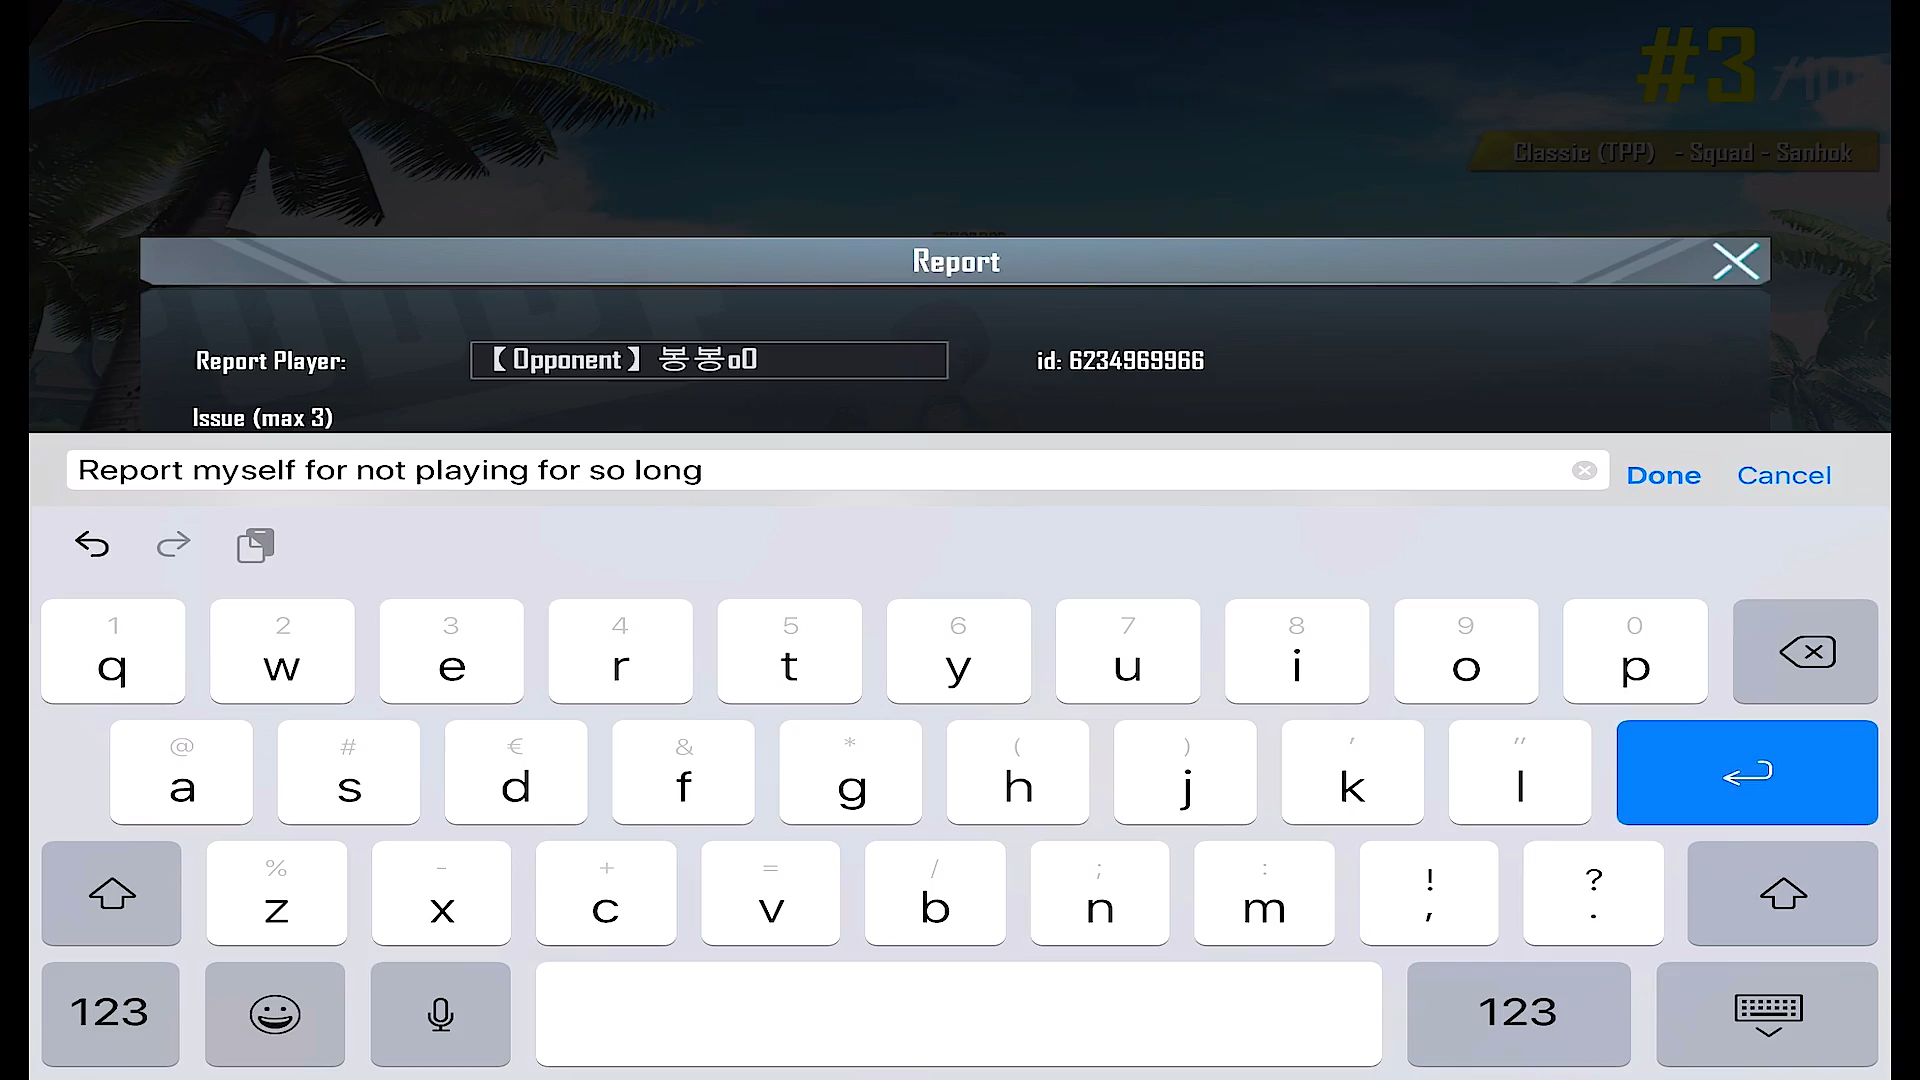 #3
Classic (TPP) - Squad - Sanhok
Report
Report Player:
【Opponent】봉봉oO
id: 6234969966
Issue (max 3)
Report myself for not playing for so long
Done
Cancel
1 2 3 4 5 6 7 8 9 0
q w e r t y u i o p
@ # € & * ( ) ' "
a s d f g h j k l
% - + = / ; : ! ?
z x c v b n m , .
123
123